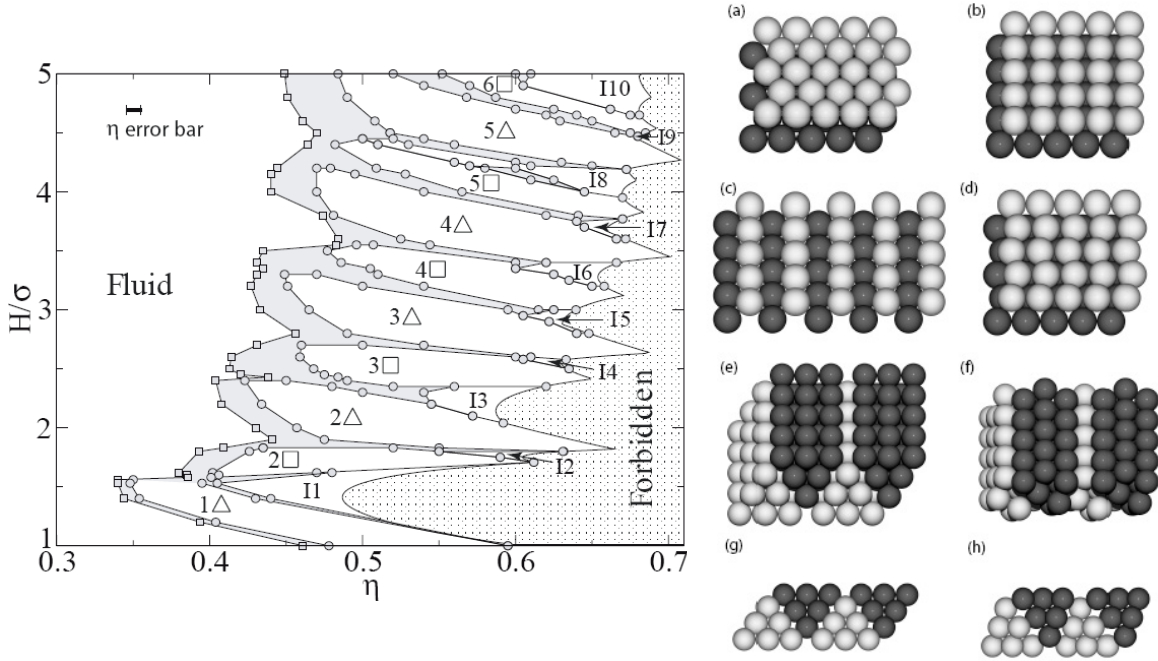 5
4
3
2
1
H/σ
η error bar
Fluid
Forbidden
6□
I10
5△
I9
5□
I8
4△
I7
4□
I6
3△
I5
3□
I4
2△
I3
2□
I2
1△
I1
0.3 0.4 0.5 0.6 0.7
η
(a) (b)
(c) (d)
(e) (f)
(g) (h)